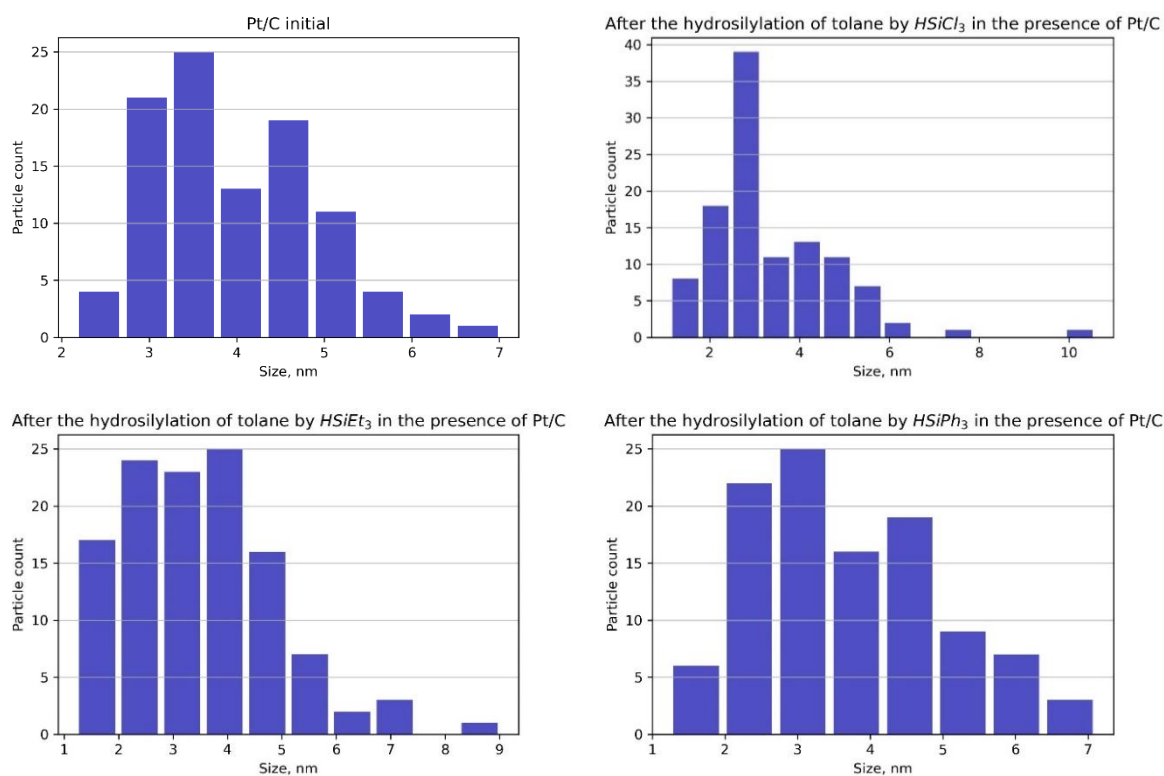 Pt/C initial
25
20
15
10
5
0
Particle count
2 3 4 5 6 7
Size, nm
After the hydrosilylation of tolane by HSiCl₃ in the presence of Pt/C
40
35
30
25
20
15
10
5
0
Particle count
2 4 6 8 10
Size, nm
After the hydrosilylation of tolane by HSiEt₃ in the presence of Pt/C
25
20
15
10
5
0
Particle count
1 2 3 4 5 6 7 8 9
Size, nm
After the hydrosilylation of tolane by HSiPh₃ in the presence of Pt/C
25
20
15
10
5
0
Particle count
1 2 3 4 5 6 7
Size, nm